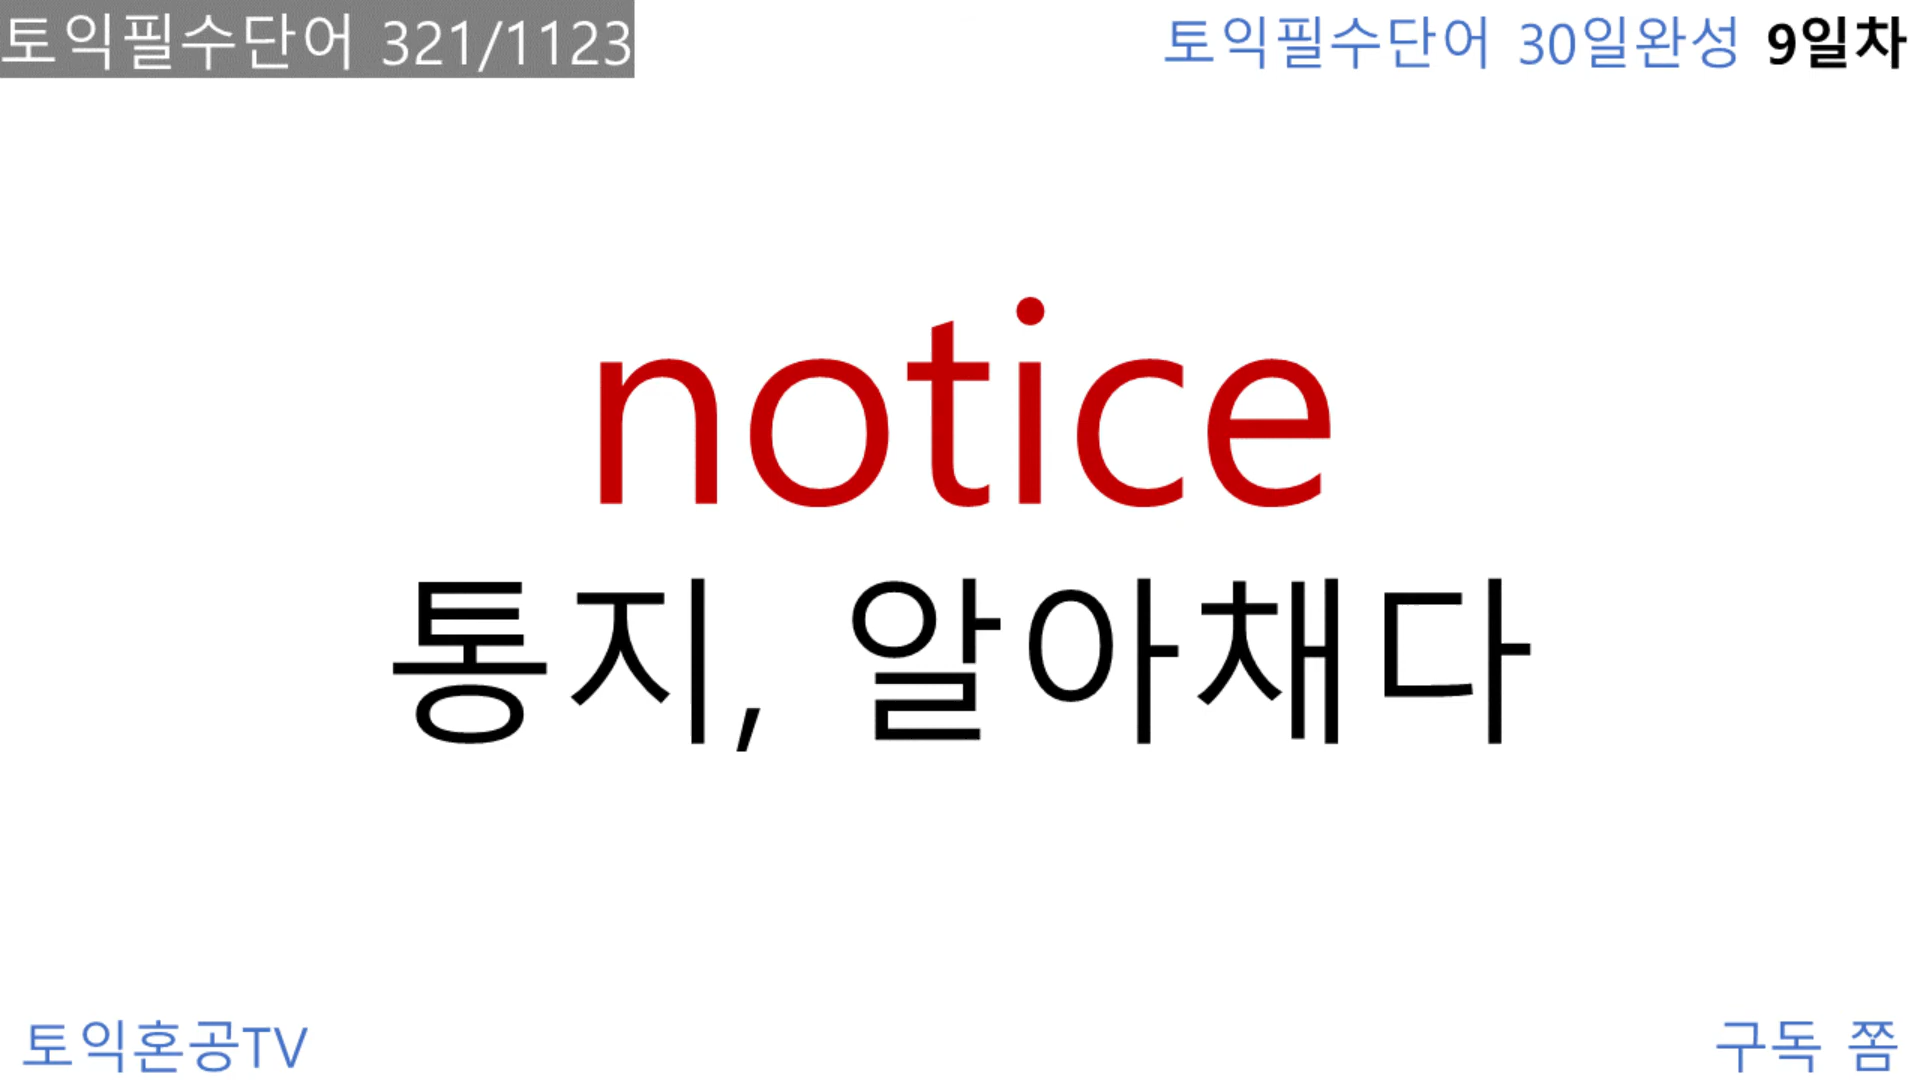 토익필수단어 321/1123
토익필수단어 30일완성 9일차
notice
통지, 알아채다
토익혼공TV
구독 쫌